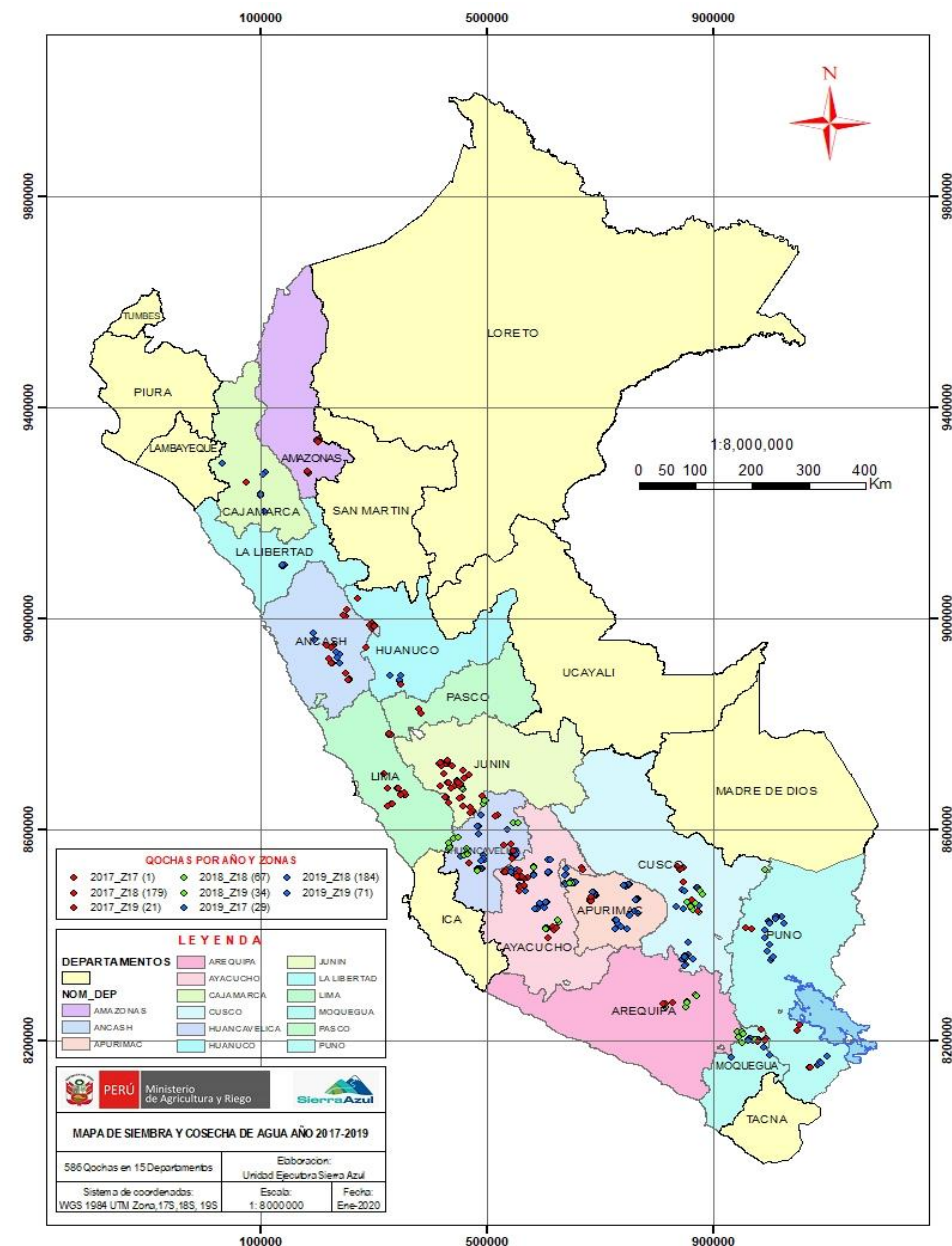 100000 500000 900000
N
9800000 9800000
TUMBES
LORETO
PIURA
9400000 9400000
LAMBAYEQUE
1:8,000,000
AMAZONAS
0 50 100 200 300 400
Km
CAJAMARCA
SAN MARTIN
LA LIBERTAD
9000000 9000000
ANCASH
HUANUCO
UCAYALI
PASCO
JUNIN
LIMA
MADRE DE DIOS
8600000 8600000
HUANCAVELICA
CUSCO
APURIMAC
ICA
AYACUCHO
PUNO
AREQUIPA
8200000 8200000
MOQUEGUA
TACNA
QOCHAS POR AÑO Y ZONAS
2017_Z17 (1) 2018_Z18 (67) 2019_Z18 (184)
2017_Z18 (179) 2018_Z19 (34) 2019_Z19 (71)
2017_Z19 (21) 2019_Z17 (29)
LEYENDA
DEPARTAMENTOS
NOM_DEP
AMAZONAS
ANCASH
APURIMAC
AREQUIPA
AYACUCHO
CAJAMARCA
CUSCO
HUANCAVELICA
HUANUCO
JUNIN
LA LIBERTAD
LIMA
MOQUEGUA
PASCO
PUNO
PERÚ
Ministerio
de Agricultura y Riego
SierraAzul
MAPA DE SIEMBRA Y COSECHA DE AGUA AÑO 2017-2019
586 Qochas en 15 Departamentos
Elaboracion:
Unidad Ejecutora Sierra Azul
Sistema de coordenadas:
WGS 1984 UTM Zona,17S,18S, 19S
Escala:
1: 8000000
Fecha:
Ene-2020
100000 500000 900000